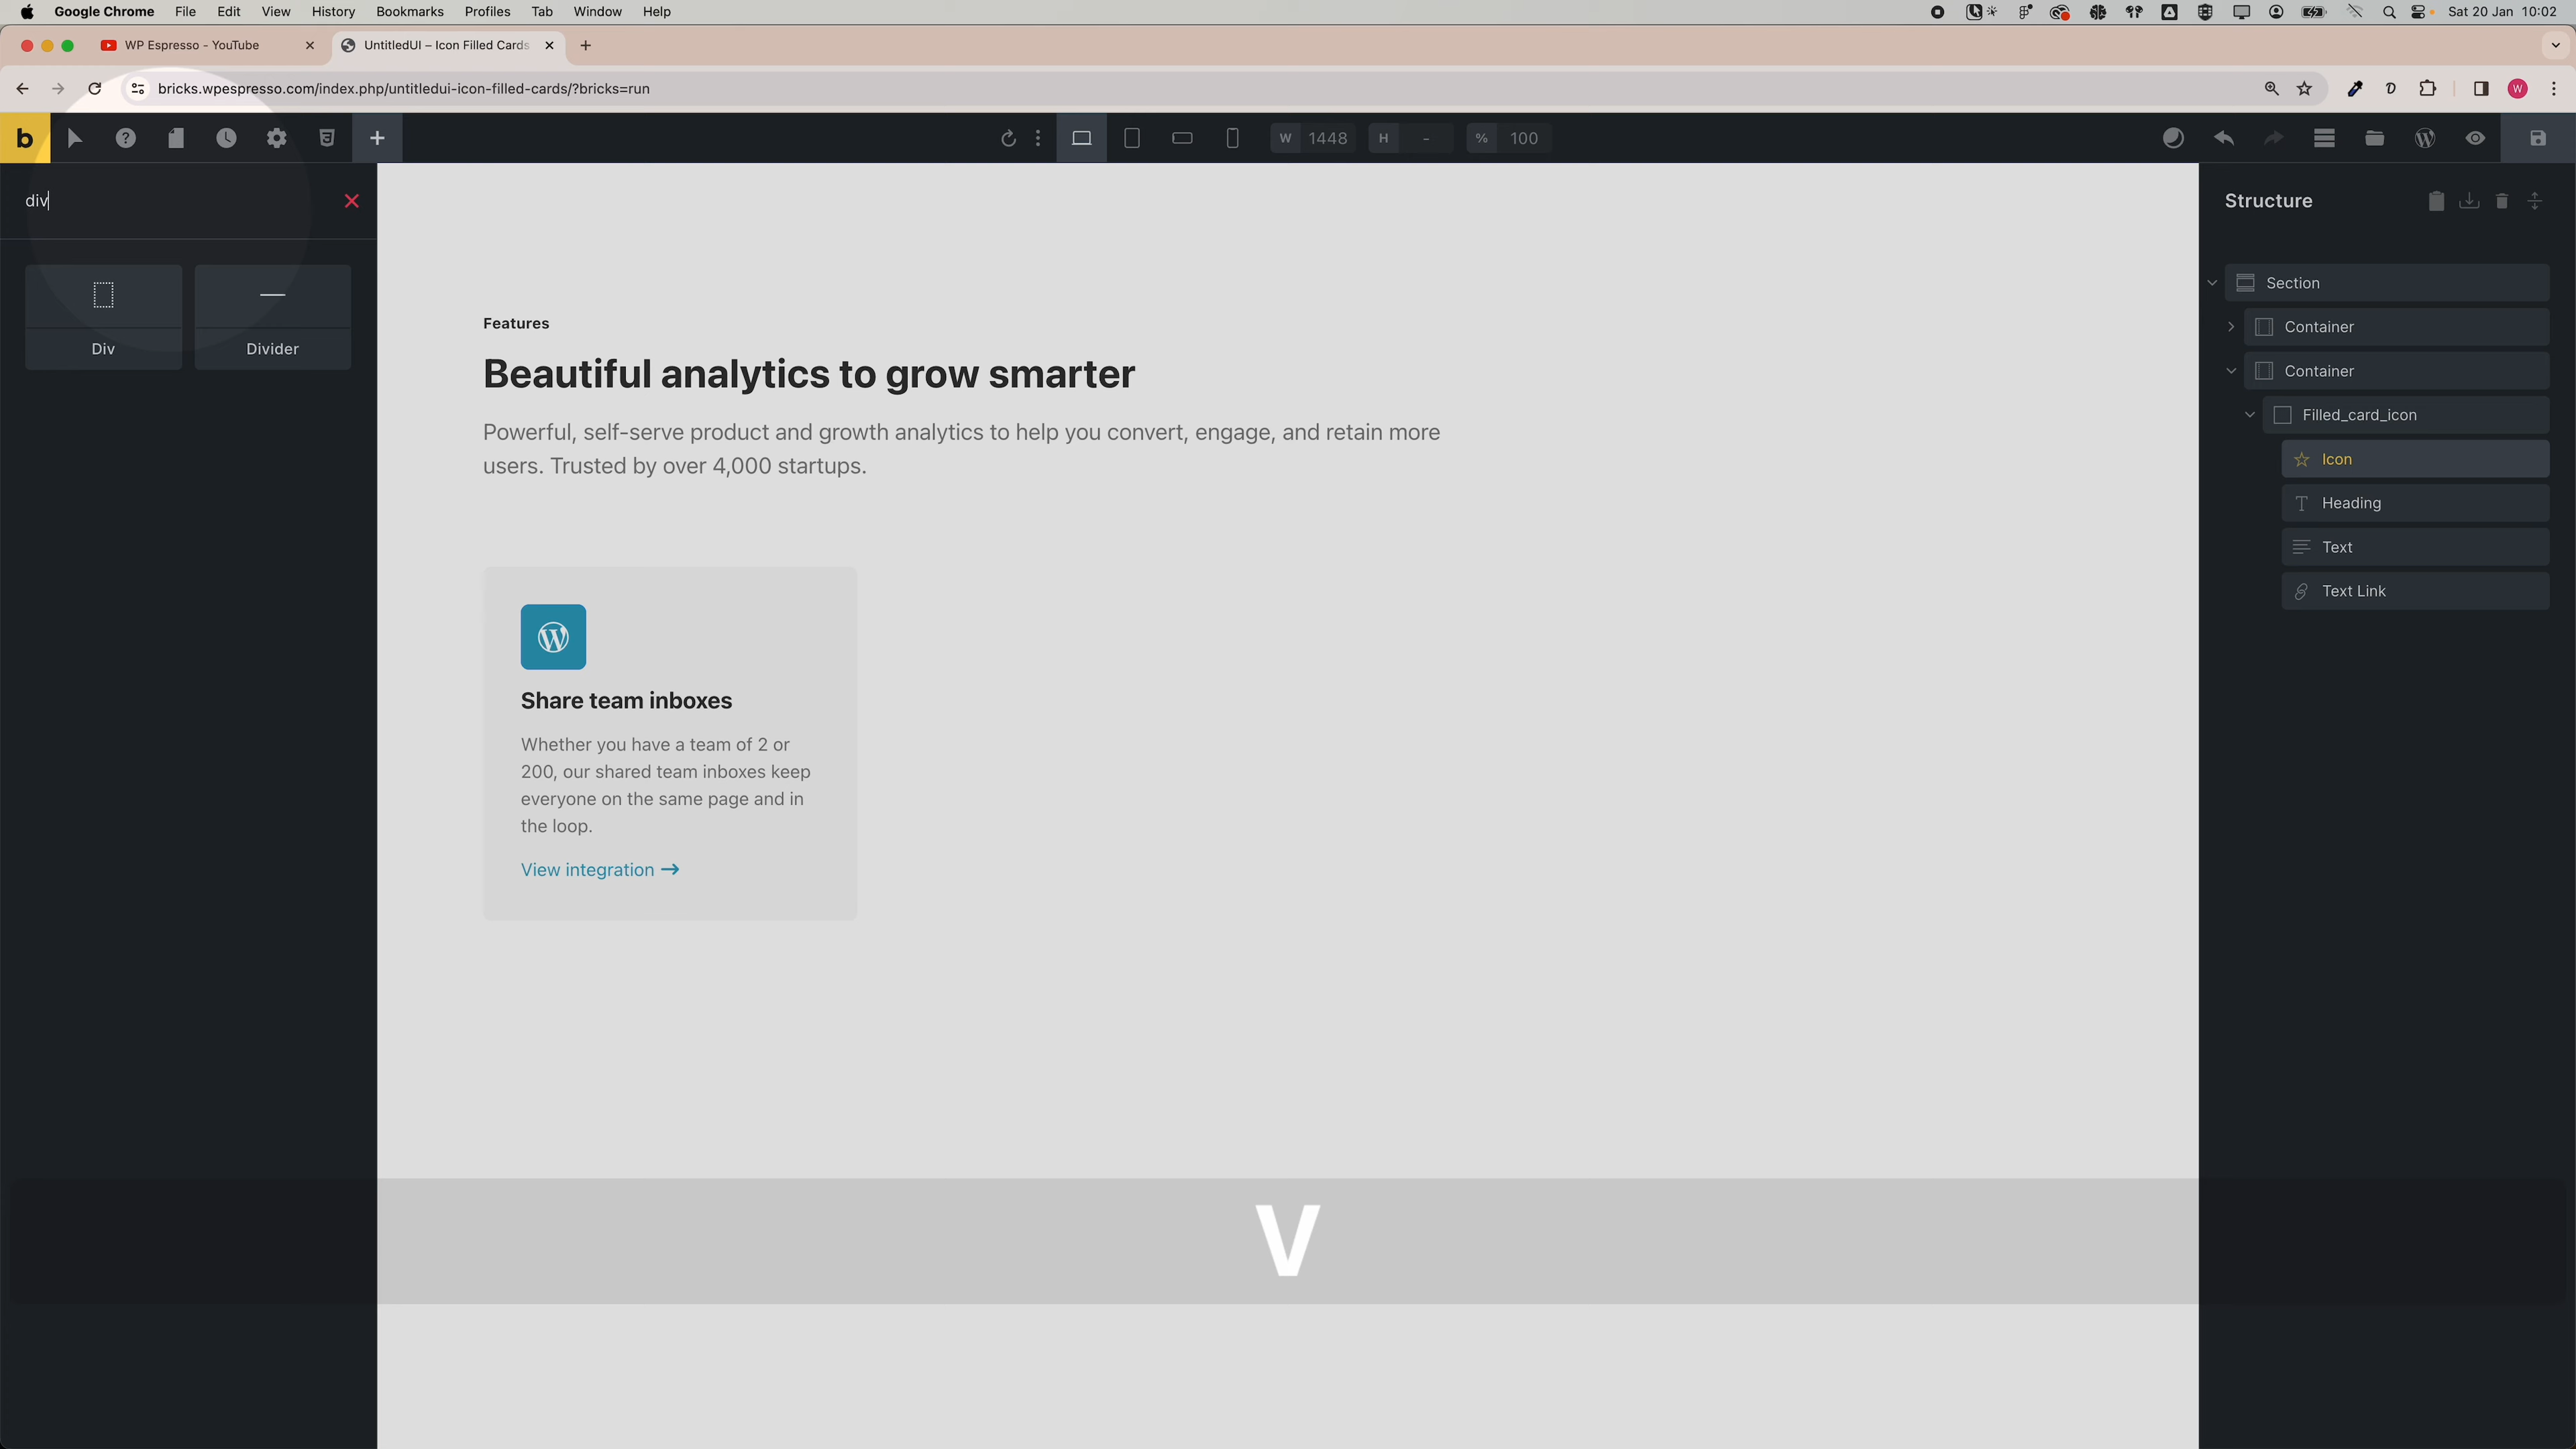 Google Chrome File Edit View History Bookmarks Profiles Tab Window Help Sat 20 Jan 10:02
WP Espresso - YouTube UntitledUI – Icon Filled Cards
bricks.wpespresso.com/index.php/untitledui-icon-filled-cards/?bricks=run W
b W 1448 H - % 100
div
Div
Divider
Features
Beautiful analytics to grow smarter
Powerful, self-serve product and growth analytics to help you convert, engage, and retain more
users. Trusted by over 4,000 startups.
Share team inboxes
Whether you have a team of 2 or
200, our shared team inboxes keep
everyone on the same page and in
the loop.
View integration →
Structure
Section
Container
Container
Filled_card_icon
Icon
Heading
Text
Text Link
V